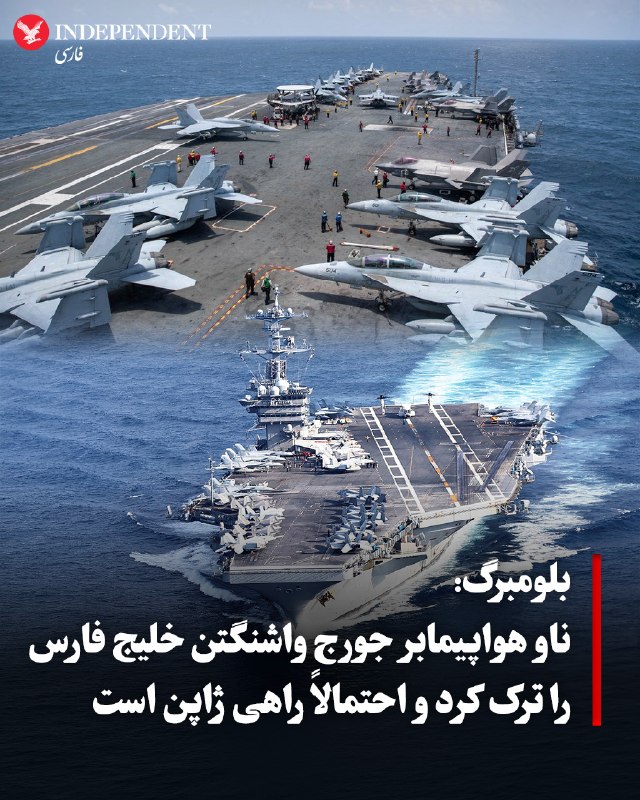 INDEPENDENT
فارسی
بلومبرگ:
ناو هواپیمابر جورج واشنگتن خلیج فارس
را ترک کرد و احتمالاً راهی ژاپن است